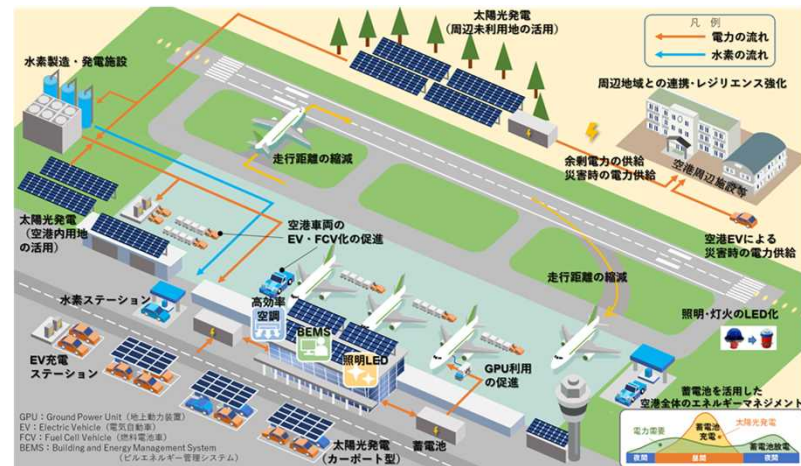 太陽光発電
（周辺未利用地の活用）
凡　例
電力の流れ
水素の流れ
水素製造・発電施設
周辺地域との連携・レジリエンス強化
走行距離の縮減
余剰電力の供給
災害時の電力供給
空港周辺施設等
太陽光発電
（空港内用地
の活用）
空港車両の
EV・FCV化の促進
空港EVによる
災害時の電力供給
走行距離の縮減
水素ステーション
高効率
空調
照明・灯火のLED化
BEMS
照明LED
GPU利用
の促進
EV充電
ステーション
蓄電池を活用した
空港全体のエネルギーマネジメント
蓄電池
充電
太陽光発電
電力需要
蓄電池放電
夜間
昼間
夜間
GPU：Ground Power Unit（地上動力装置）
EV：Electric Vehicle（電気自動車）
FCV：Fuel Cell Vehicle（燃料電池車）
BEMS：Building and Energy Management System
（ビルエネルギー管理システム）
太陽光発電
（カーポート型）
蓄電池